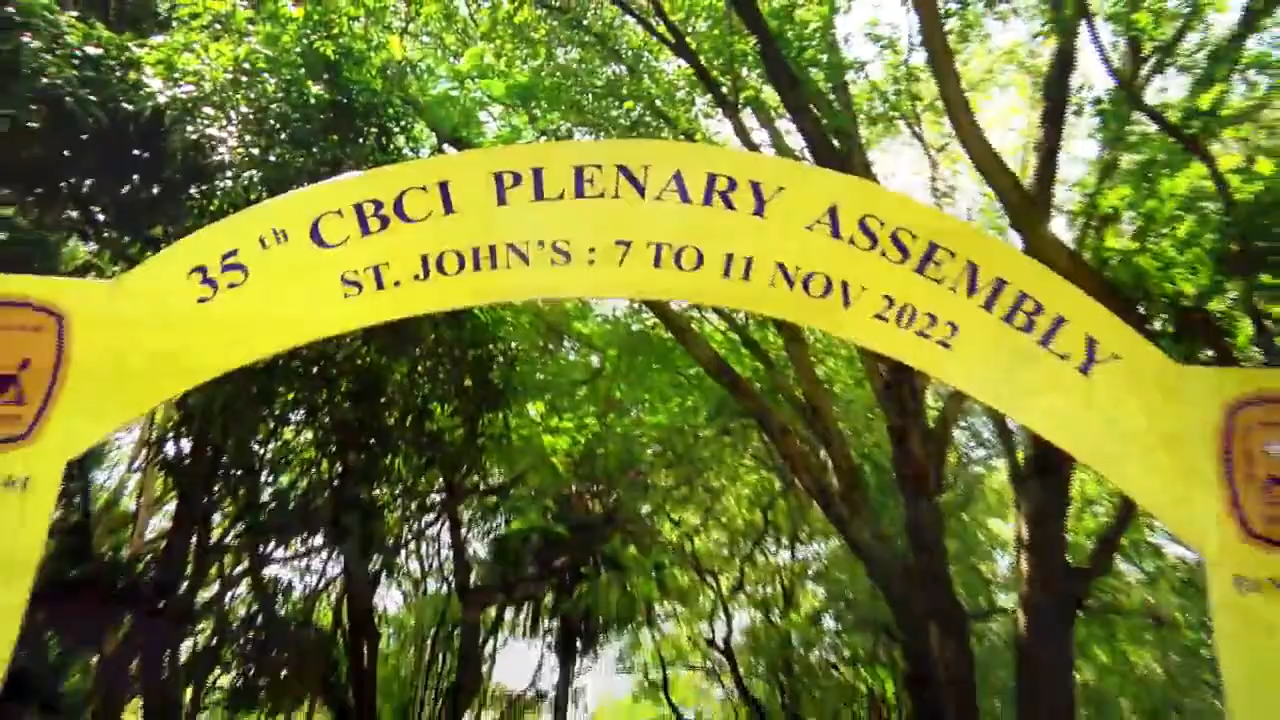 35th CBCI PLENARY ASSEMBLY
ST. JOHN'S : 7 TO 11 NOV 2022